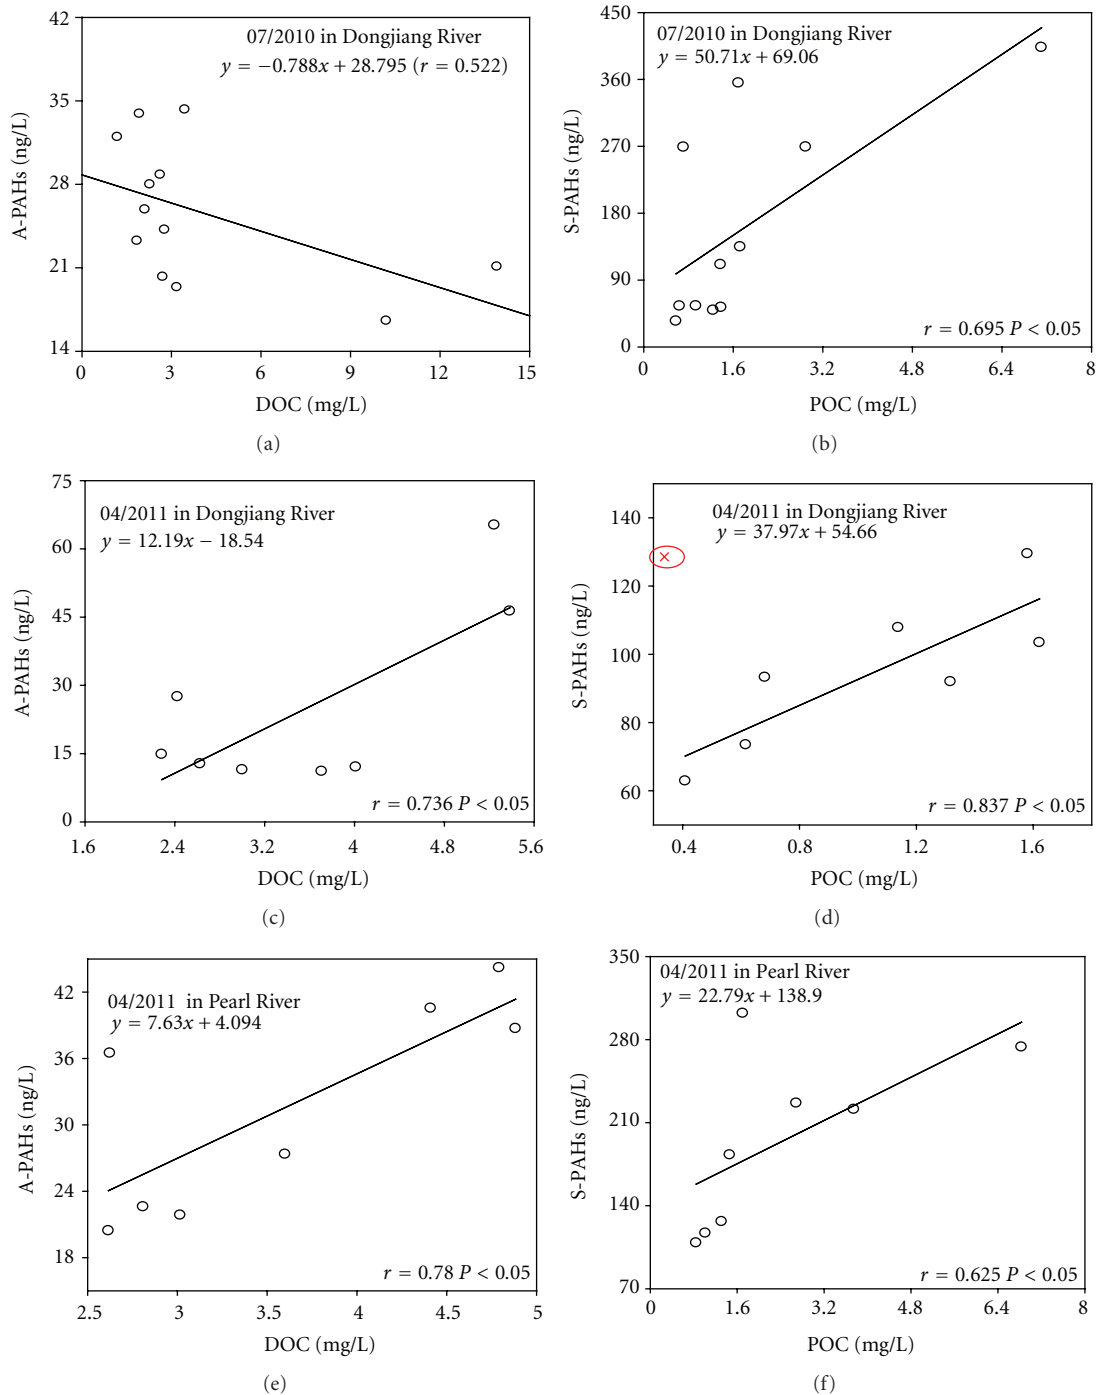 07/2010 in Dongjiang River
y = −0.788x + 28.795 (r = 0.522)
A-PAHs (ng/L)
42
35
28
21
14
0 3 6 9 12 15
DOC (mg/L)
(a)
07/2010 in Dongjiang River
y = 50.71x + 69.06
S-PAHs (ng/L)
450
360
270
180
90
0
r = 0.695 P < 0.05
0 1.6 3.2 4.8 6.4 8
POC (mg/L)
(b)
04/2011 in Dongjiang River
y = 12.19x − 18.54
A-PAHs (ng/L)
75
60
45
30
15
0
r = 0.736 P < 0.05
1.6 2.4 3.2 4 4.8 5.6
DOC (mg/L)
(c)
04/2011 in Dongjiang River
y = 37.97x + 54.66
S-PAHs (ng/L)
140
120
100
80
60
r = 0.837 P < 0.05
0.4 0.8 1.2 1.6
POC (mg/L)
(d)
04/2011 in Pearl River
y = 7.63x + 4.094
A-PAHs (ng/L)
42
36
30
24
18
r = 0.78 P < 0.05
2.5 3 3.5 4 4.5 5
DOC (mg/L)
(e)
04/2011 in Pearl River
y = 22.79x + 138.9
S-PAHs (ng/L)
350
280
210
140
70
r = 0.625 P < 0.05
0 1.6 3.2 4.8 6.4 8
POC (mg/L)
(f)